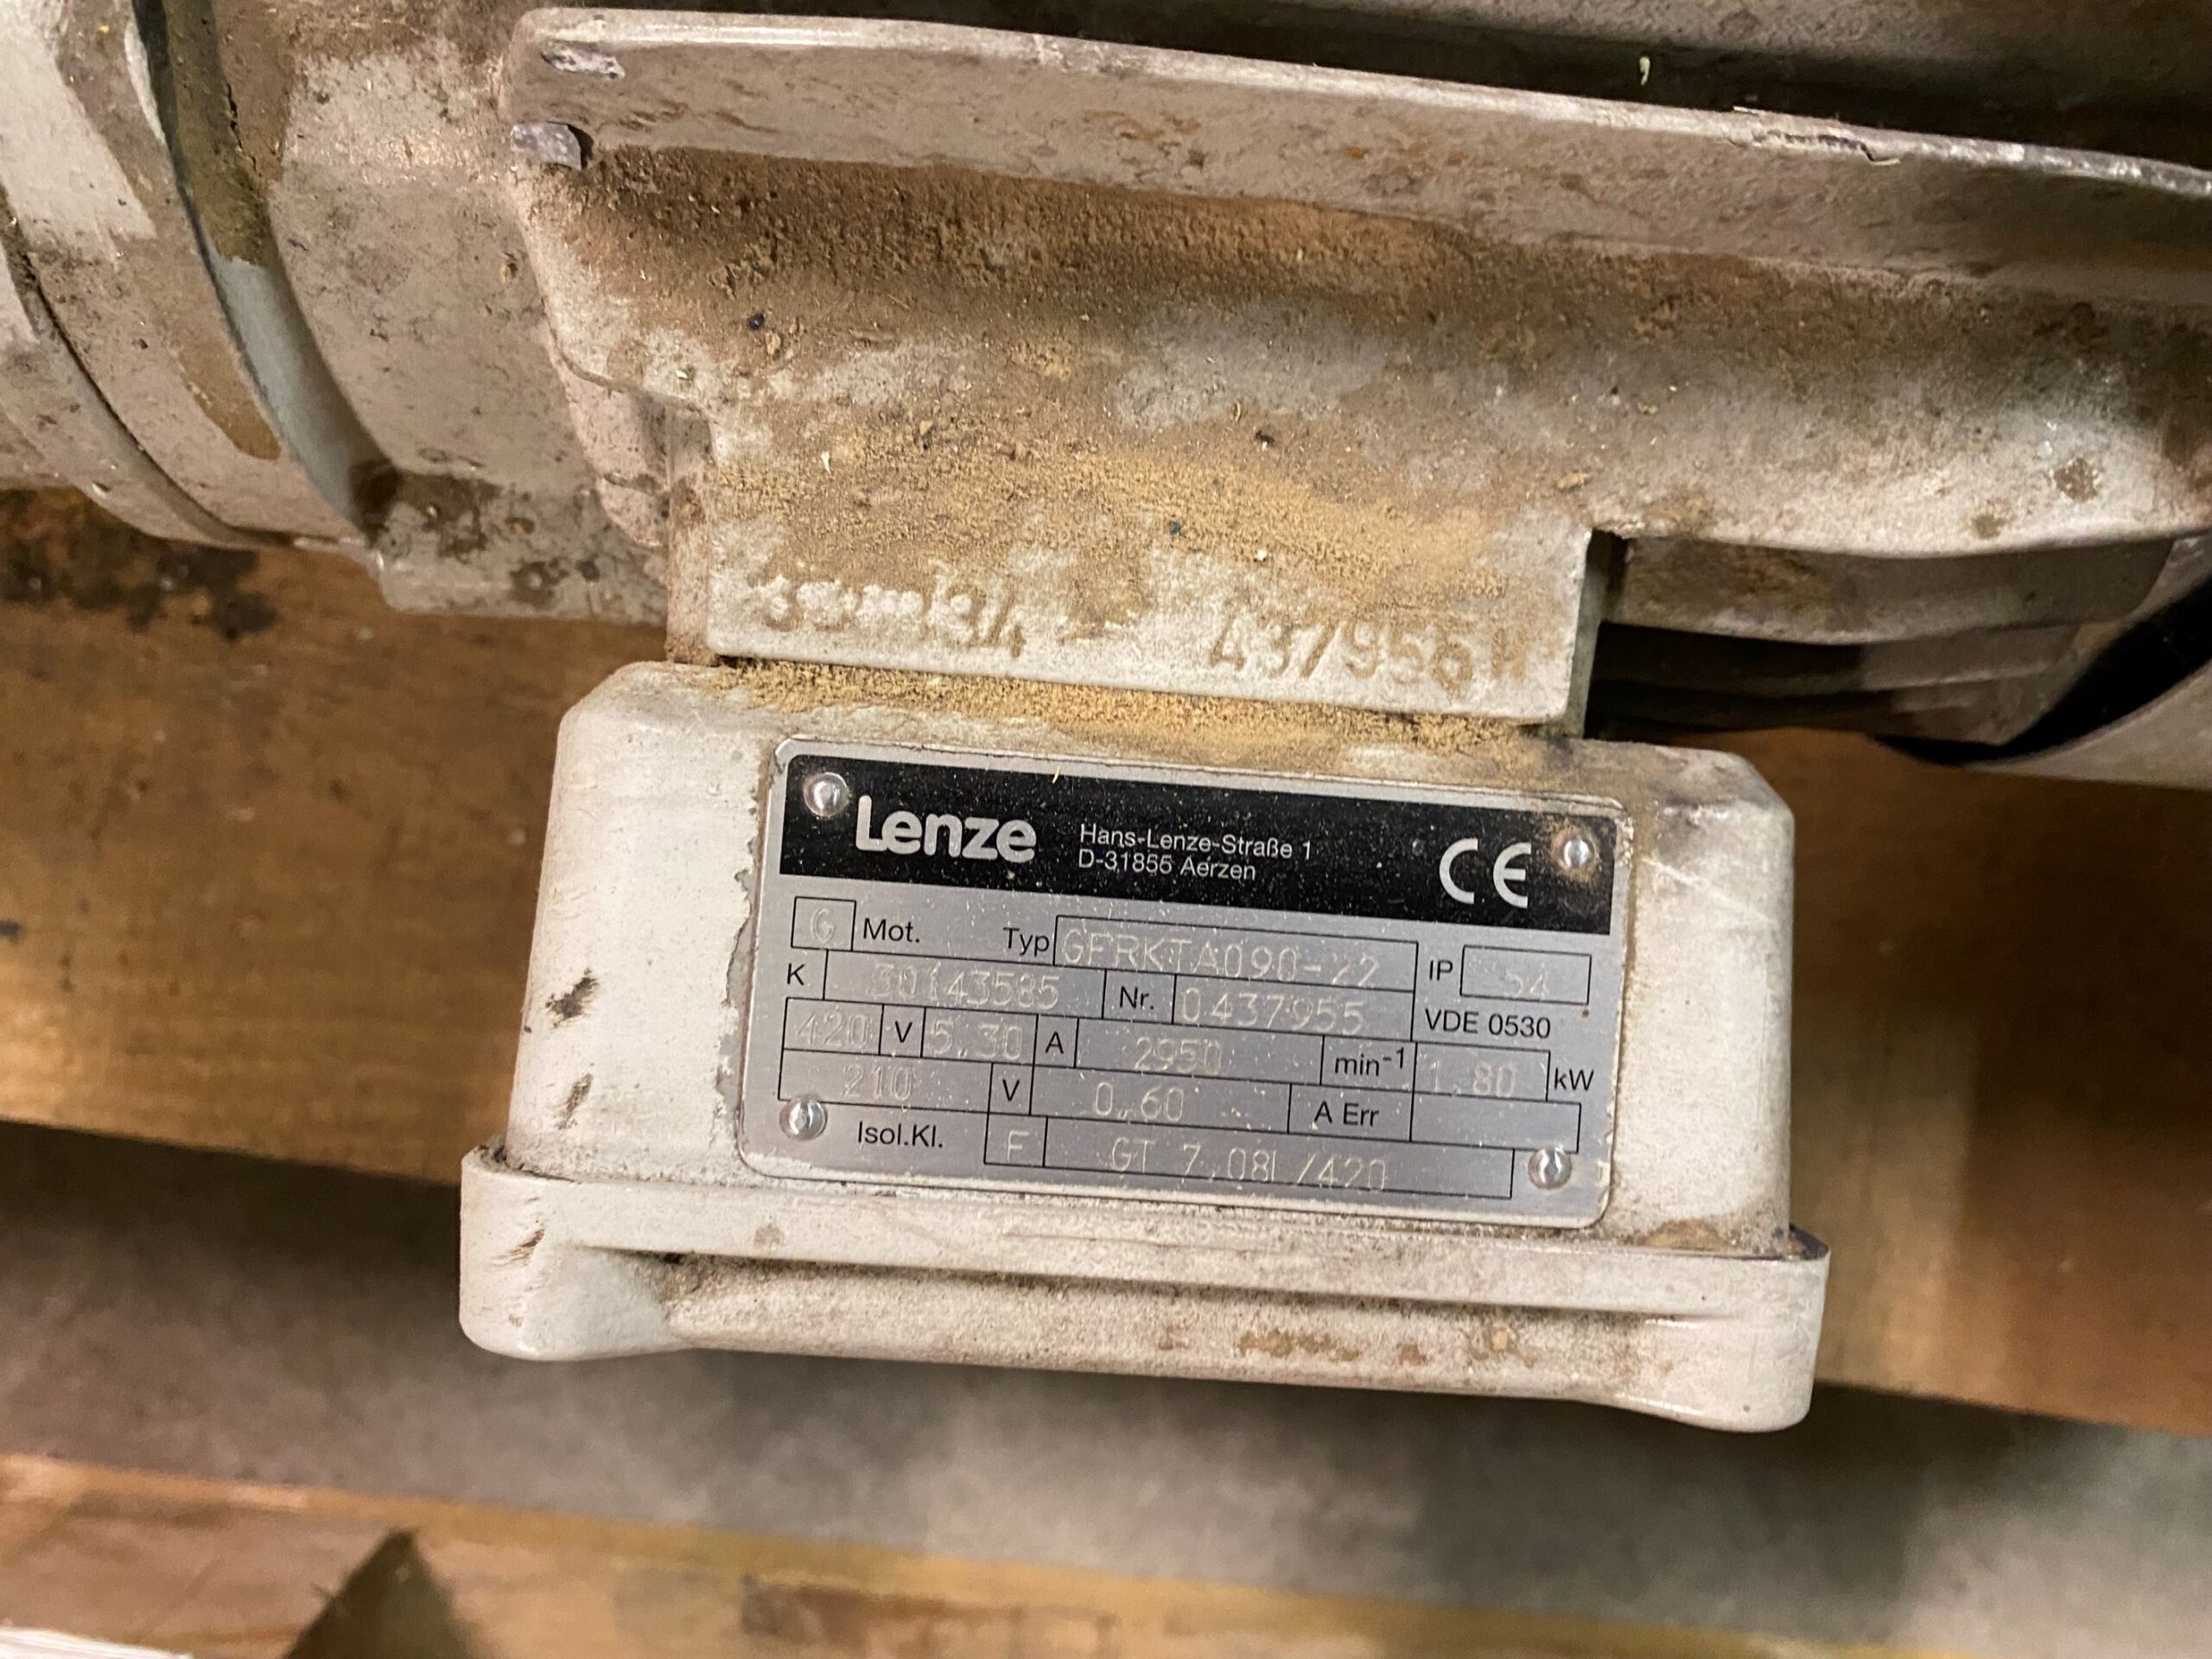 34 437955
Lenze Hans-Lenze-Straße 1
D-31855 Aerzen CE
G Mot. Typ GFRKTA090-22 IP 54
K 30143585 Nr. 0437955 VDE 0530
420 V 5.30 A 2950 min-1 1.80 kW
210 V 0.60 A Err
Isol.Kl. F GT 7.08L/420